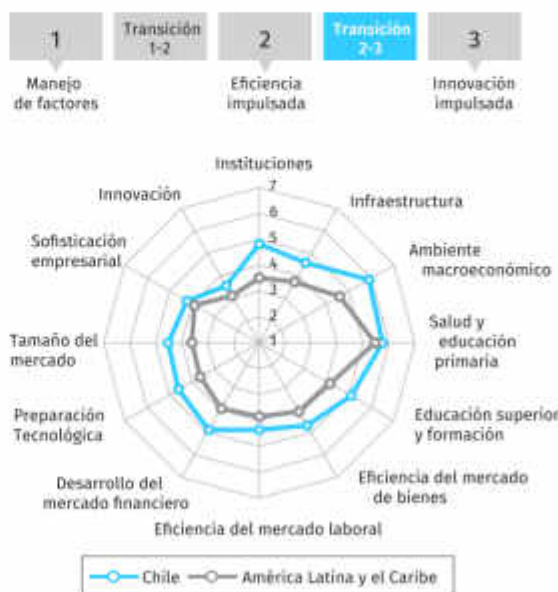 1
Transición
1-2
2
Transición
2-3
3
Manejo
de factores
Eficiencia
impulsada
Innovación
impulsada
Instituciones
Innovación
Infraestructura
Sofisticación
empresarial
Ambiente
macroeconómico
Tamaño del
mercado
Salud y
educación
primaria
Preparación
Tecnológica
Educación superior
y formación
Desarrollo del
mercado financiero
Eficiencia del mercado
de bienes
Eficiencia del mercado laboral
7
6
5
4
3
2
1
Chile
América Latina y el Caribe